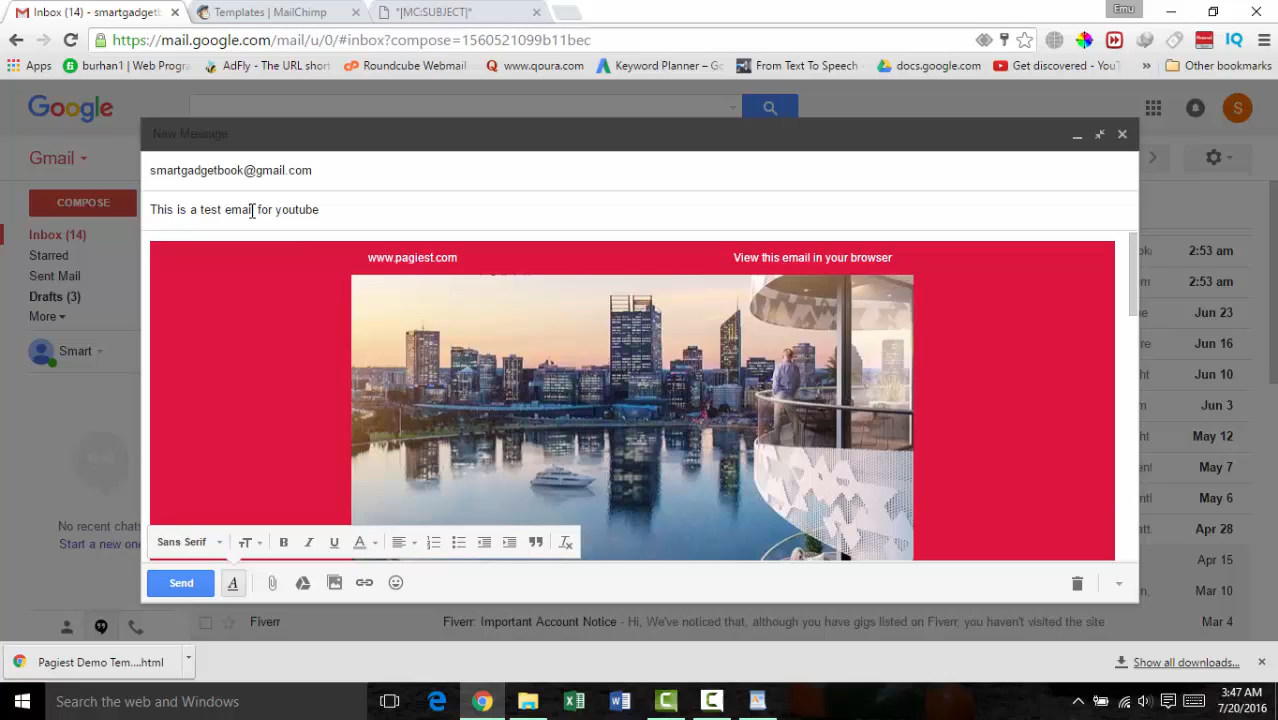 Inbox (14) - smartgadgetb
Templates | MailChimp
*|MC:SUBJECT|*
Emu
https://mail.google.com/mail/u/0/#inbox?compose=1560521099b11bec
Apps
burhan1 | Web Progra
AdFly - The URL short
Roundcube Webmail
www.qoura.com
Keyword Planner – Go
From Text To Speech
docs.google.com
Get discovered - YouT
»
Other bookmarks
Google
Gmail
New Message
COMPOSE
smartgadgetbook@gmail.com
This is a test email for youtube
Inbox (14)
Starred
Sent Mail
Drafts (3)
More
Smart
www.pagiest.com
View this email in your browser
2:53 am
2:53 am
Jun 23
Jun 16
Jun 10
Jun 3
May 12
May 7
May 6
Apr 28
Apr 15
Mar 10
Mar 4
No recent chats
Start a new one
Sans Serif
Send
Fiverr
Fiverr: Important Account Notice - Hi, We've noticed that, although you have gigs listed on Fiverr, you haven't visited the site
Pagiest Demo Tem....html
Show all downloads...
Search the web and Windows
3:47 AM
7/20/2016